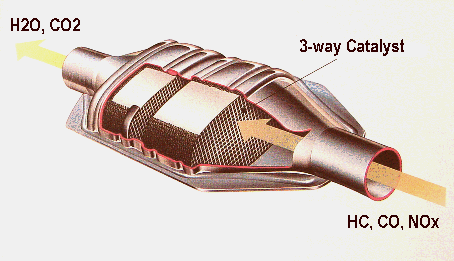 H2O, CO2
3-way Catalyst
HC, CO, NOx